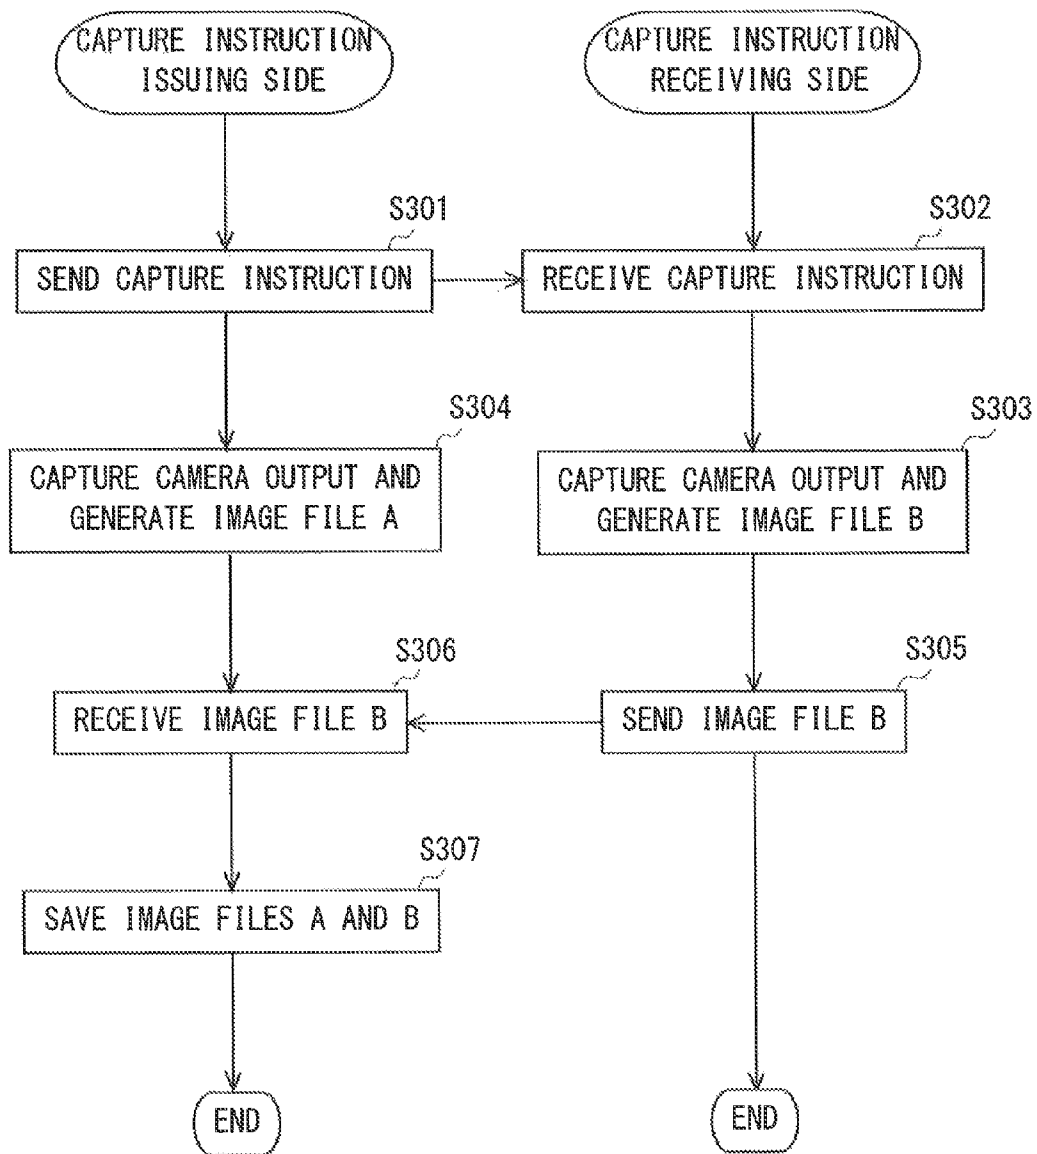 CAPTURE INSTRUCTION
ISSUING SIDE
CAPTURE INSTRUCTION
RECEIVING SIDE
S301
SEND CAPTURE INSTRUCTION
S302
RECEIVE CAPTURE INSTRUCTION
S304
CAPTURE CAMERA OUTPUT AND
GENERATE IMAGE FILE A
S303
CAPTURE CAMERA OUTPUT AND
GENERATE IMAGE FILE B
S306
RECEIVE IMAGE FILE B
S305
SEND IMAGE FILE B
S307
SAVE IMAGE FILES A AND B
END
END